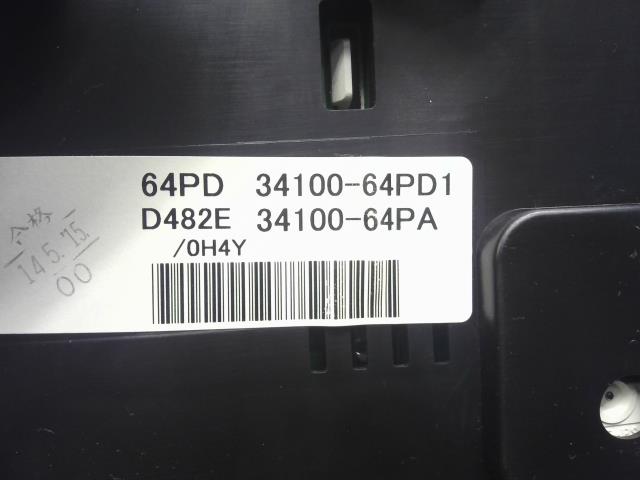 64PD 34100-64PD1
D482E 34100-64PA
/0H4Y
合格
14.5.15.
00